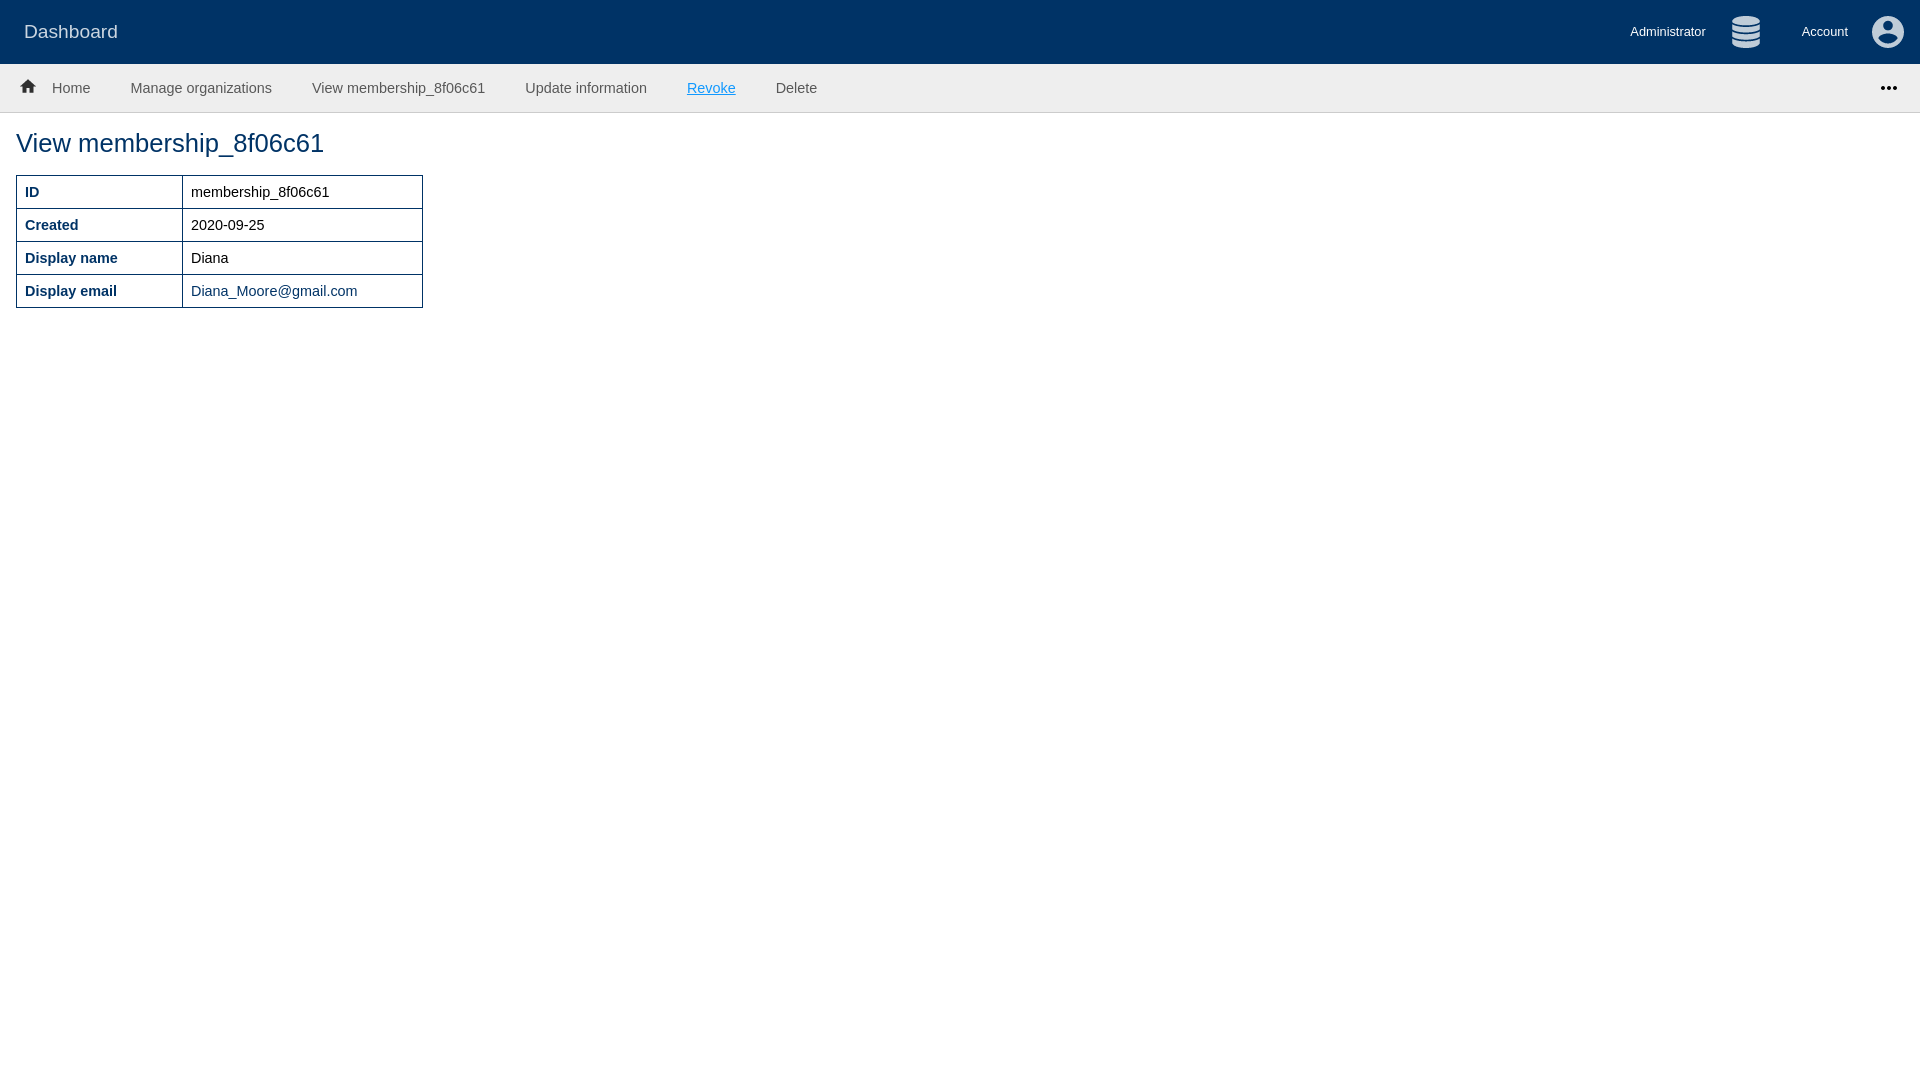 Dashboard
Administrator
Account
Home
Manage organizations
View membership_8f06c61
Update information
Revoke
Delete
View membership_8f06c61
ID membership_8f06c61
Created 2020-09-25
Display name Diana
Display email Diana_Moore@gmail.com